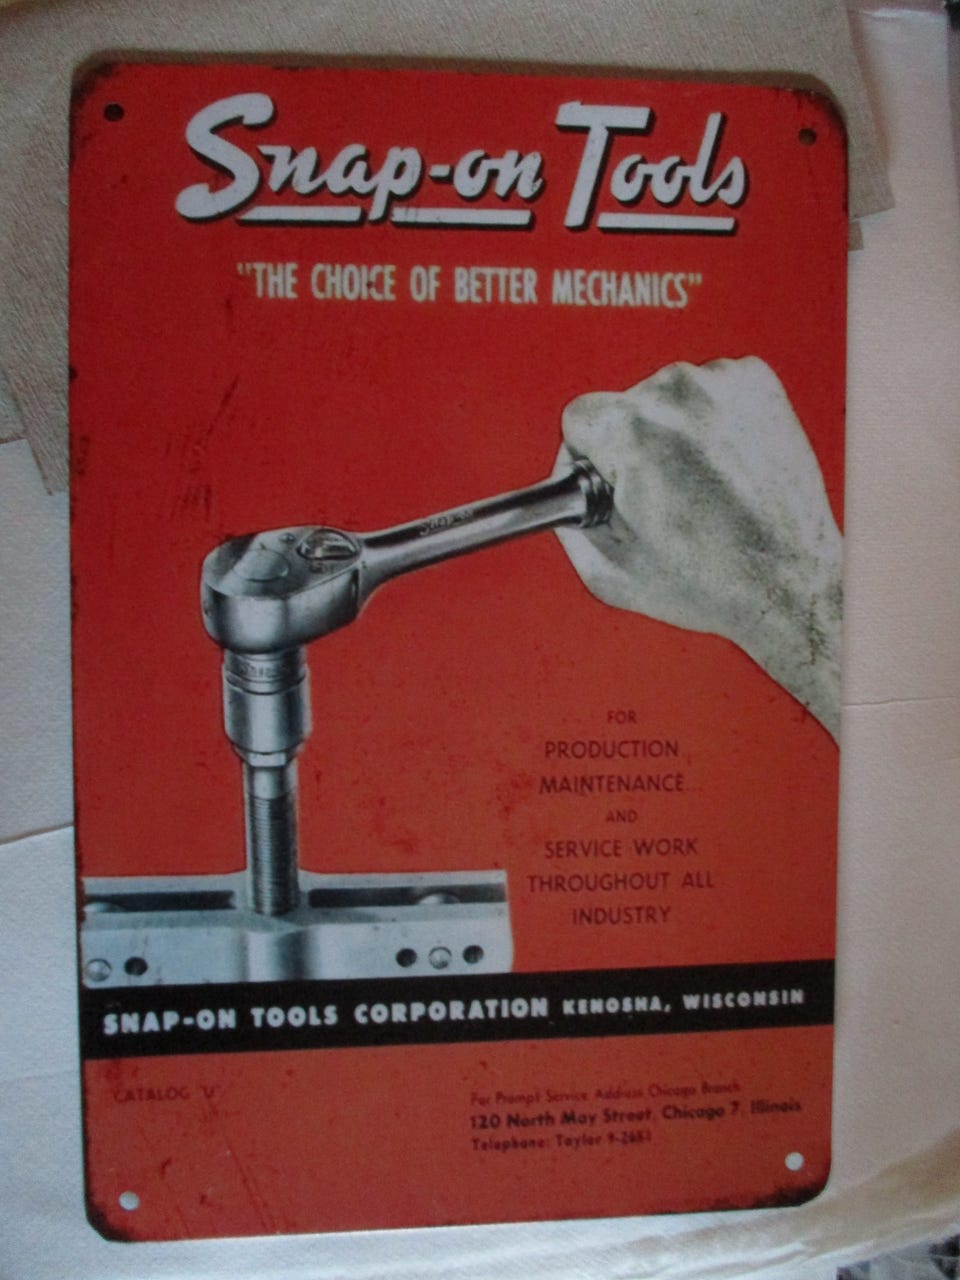 Snap-on Tools
"THE CHOICE OF BETTER MECHANICS"
Snap-on
FOR
PRODUCTION
MAINTENANCE
AND
SERVICE WORK
THROUGHOUT ALL
INDUSTRY
SNAP-ON TOOLS CORPORATION KENOSHA, WISCONSIN
CATALOG "U"
For Prompt Service Address Chicago Branch
120 North May Street, Chicago 7, Illinois
Telephone: Taylor